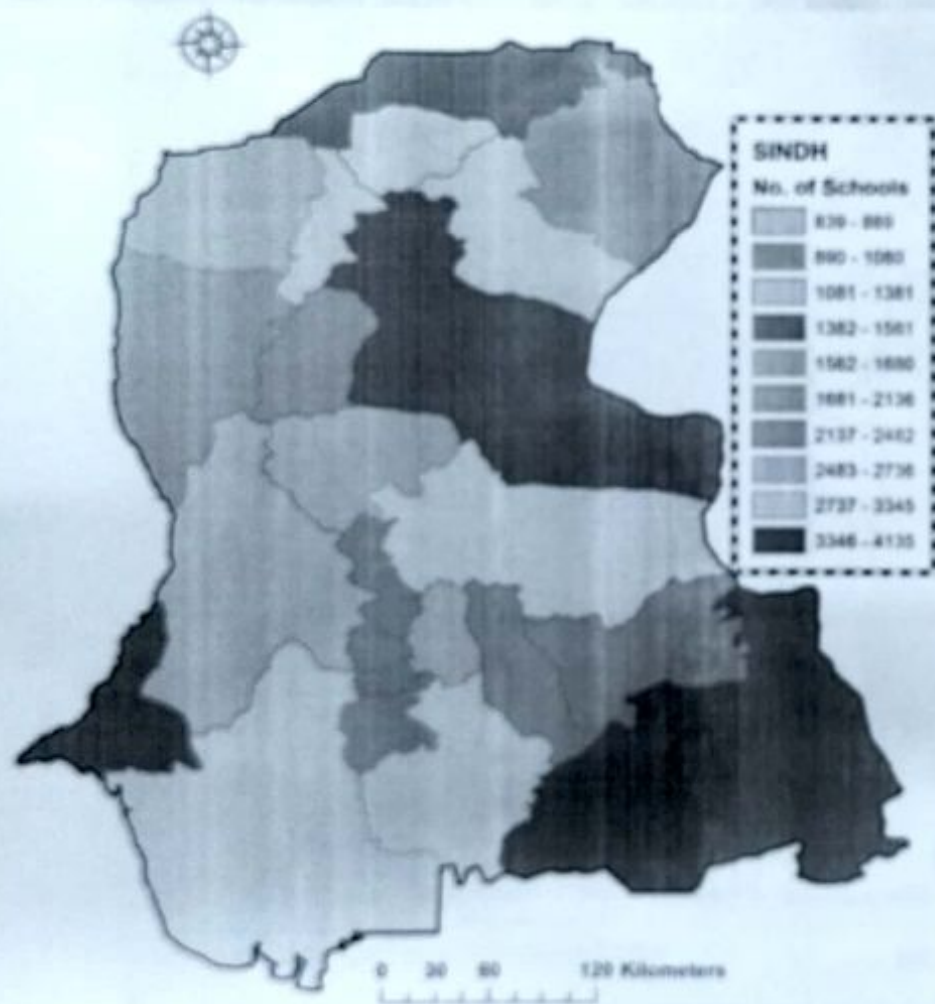 SINDH
No. of Schools
839 - 889
890 - 1080
1081 - 1381
1382 - 1561
1562 - 1680
1681 - 2136
2137 - 2482
2483 - 2736
2737 - 3345
3346 - 4135
0 30 60 120 Kilometers